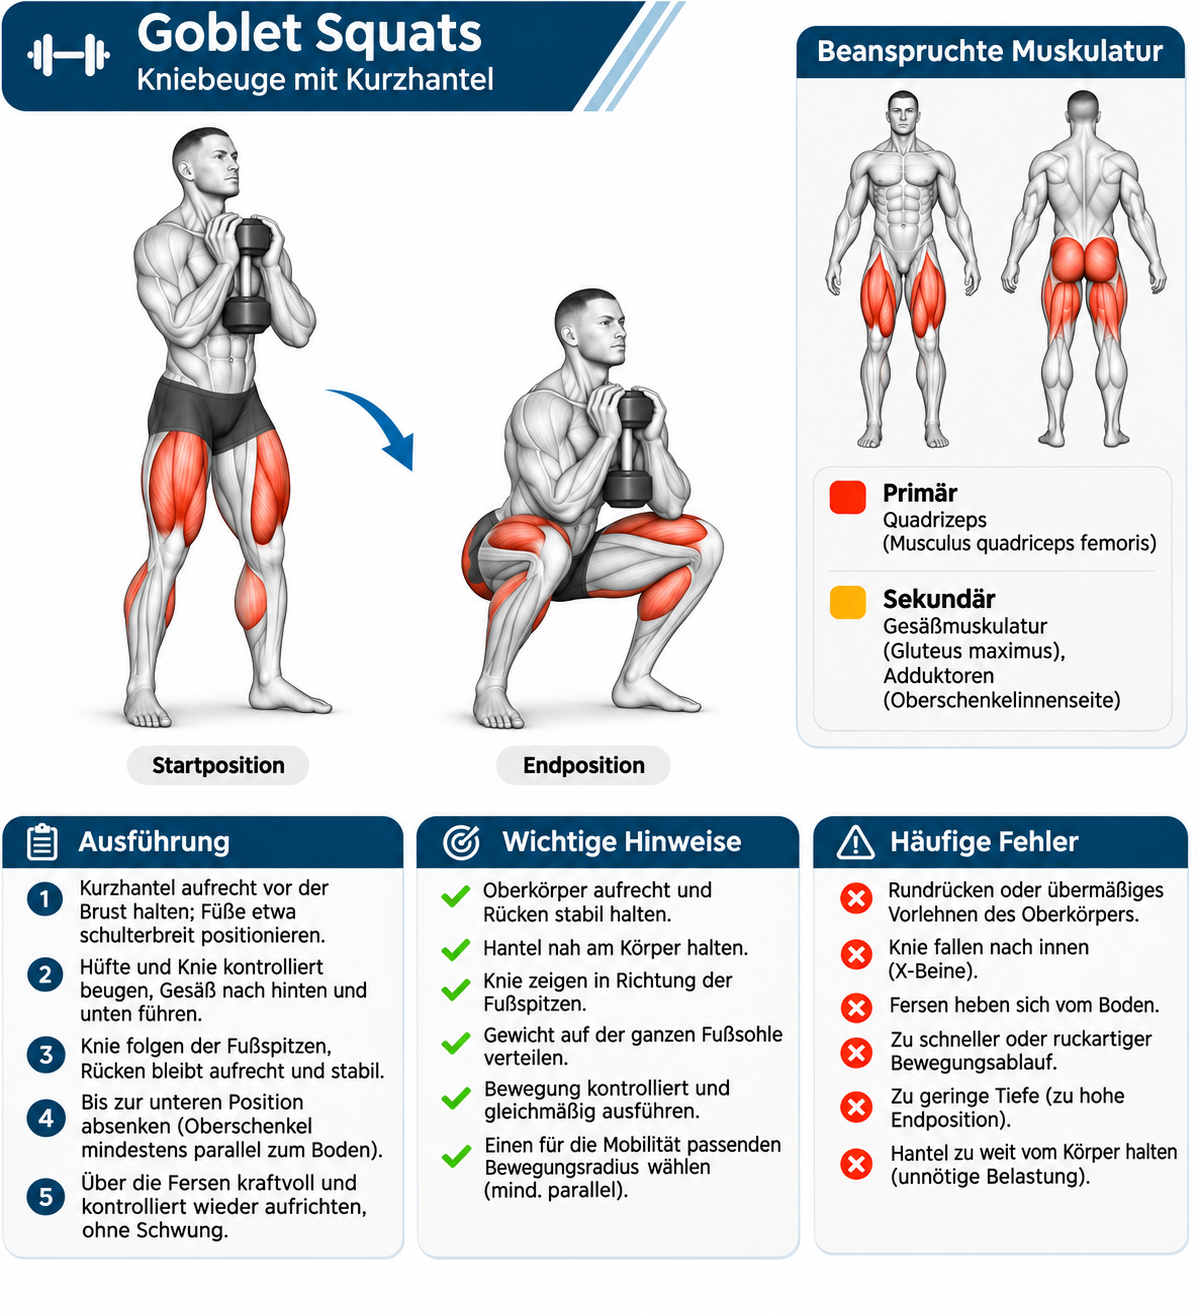 Goblet Squats
Kniebeuge mit Kurzhantel
Beanspruchte Muskulatur
Primär
Quadrizeps
(Musculus quadriceps femoris)
Sekundär
Gesäßmuskulatur
(Gluteus maximus),
Adduktoren
(Oberschenkelinnenseite)
Startposition
Endposition
Ausführung
1 Kurzhantel aufrecht vor der
Brust halten; Füße etwa
schulterbreit positionieren.
2 Hüfte und Knie kontrolliert
beugen, Gesäß nach hinten und
unten führen.
3 Knie folgen der Fußspitzen,
Rücken bleibt aufrecht und stabil.
4 Bis zur unteren Position
absenken (Oberschenkel
mindestens parallel zum Boden).
5 Über die Fersen kraftvoll und
kontrolliert wieder aufrichten,
ohne Schwung.
Wichtige Hinweise
Oberkörper aufrecht und
Rücken stabil halten.
Hantel nah am Körper halten.
Knie zeigen in Richtung der
Fußspitzen.
Gewicht auf der ganzen Fußsohle
verteilen.
Bewegung kontrolliert und
gleichmäßig ausführen.
Einen für die Mobilität passenden
Bewegungsradius wählen
(mind. parallel).
Häufige Fehler
Rundrücken oder übermäßiges
Vorlehnen des Oberkörpers.
Knie fallen nach innen
(X-Beine).
Fersen heben sich vom Boden.
Zu schneller oder ruckartiger
Bewegungsablauf.
Zu geringe Tiefe (zu hohe
Endposition).
Hantel zu weit vom Körper halten
(unnötige Belastung).